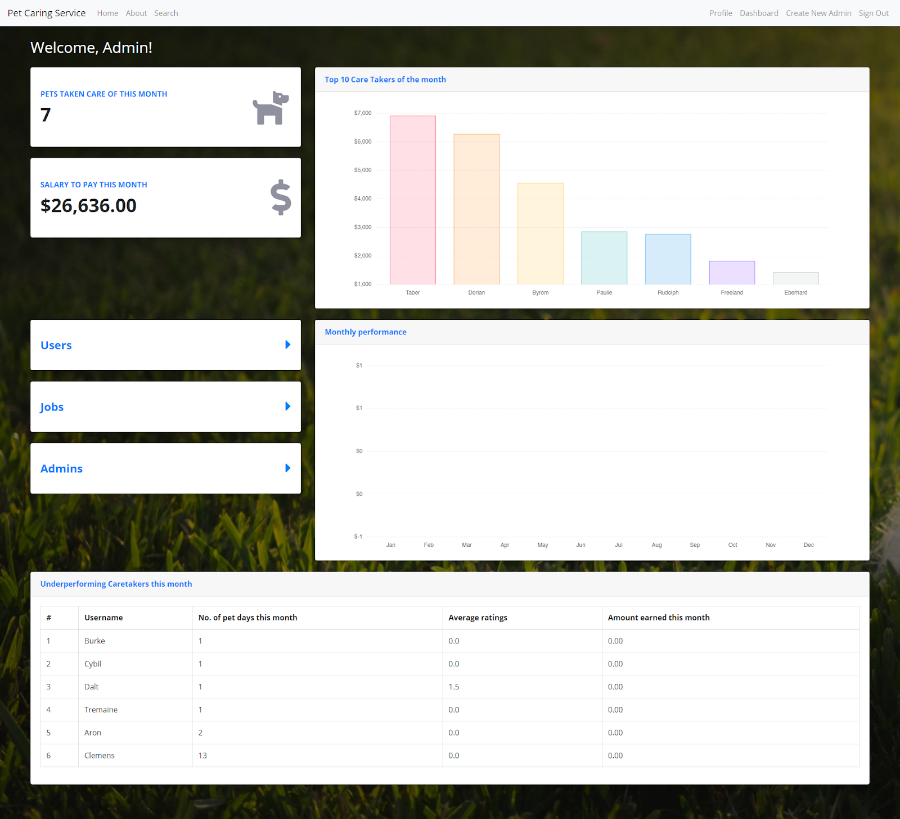 Pet Caring Service Home About Search Profile Dashboard Create New Admin Sign Out
Welcome, Admin!
PETS TAKEN CARE OF THIS MONTH
7
SALARY TO PAY THIS MONTH
$26,636.00
Top 10 Care Takers of the month
$7,000
$6,000
$5,000
$4,000
$3,000
$2,000
$1,000
Taber Dorian Byrom Paulie Rudolph Freeland Eberhard
Users
Jobs
Admins
Monthly performance
$1
$1
$0
$0
$-1
Jan Feb Mar Apr May Jun Jul Aug Sep Oct Nov Dec
Underperforming Caretakers this month
# Username No. of pet days this month Average ratings Amount earned this month
1 Burke 1 0.0 0.00
2 Cybil 1 0.0 0.00
3 Dalt 1 1.5 0.00
4 Tremaine 1 0.0 0.00
5 Aron 2 0.0 0.00
6 Clemens 13 0.0 0.00